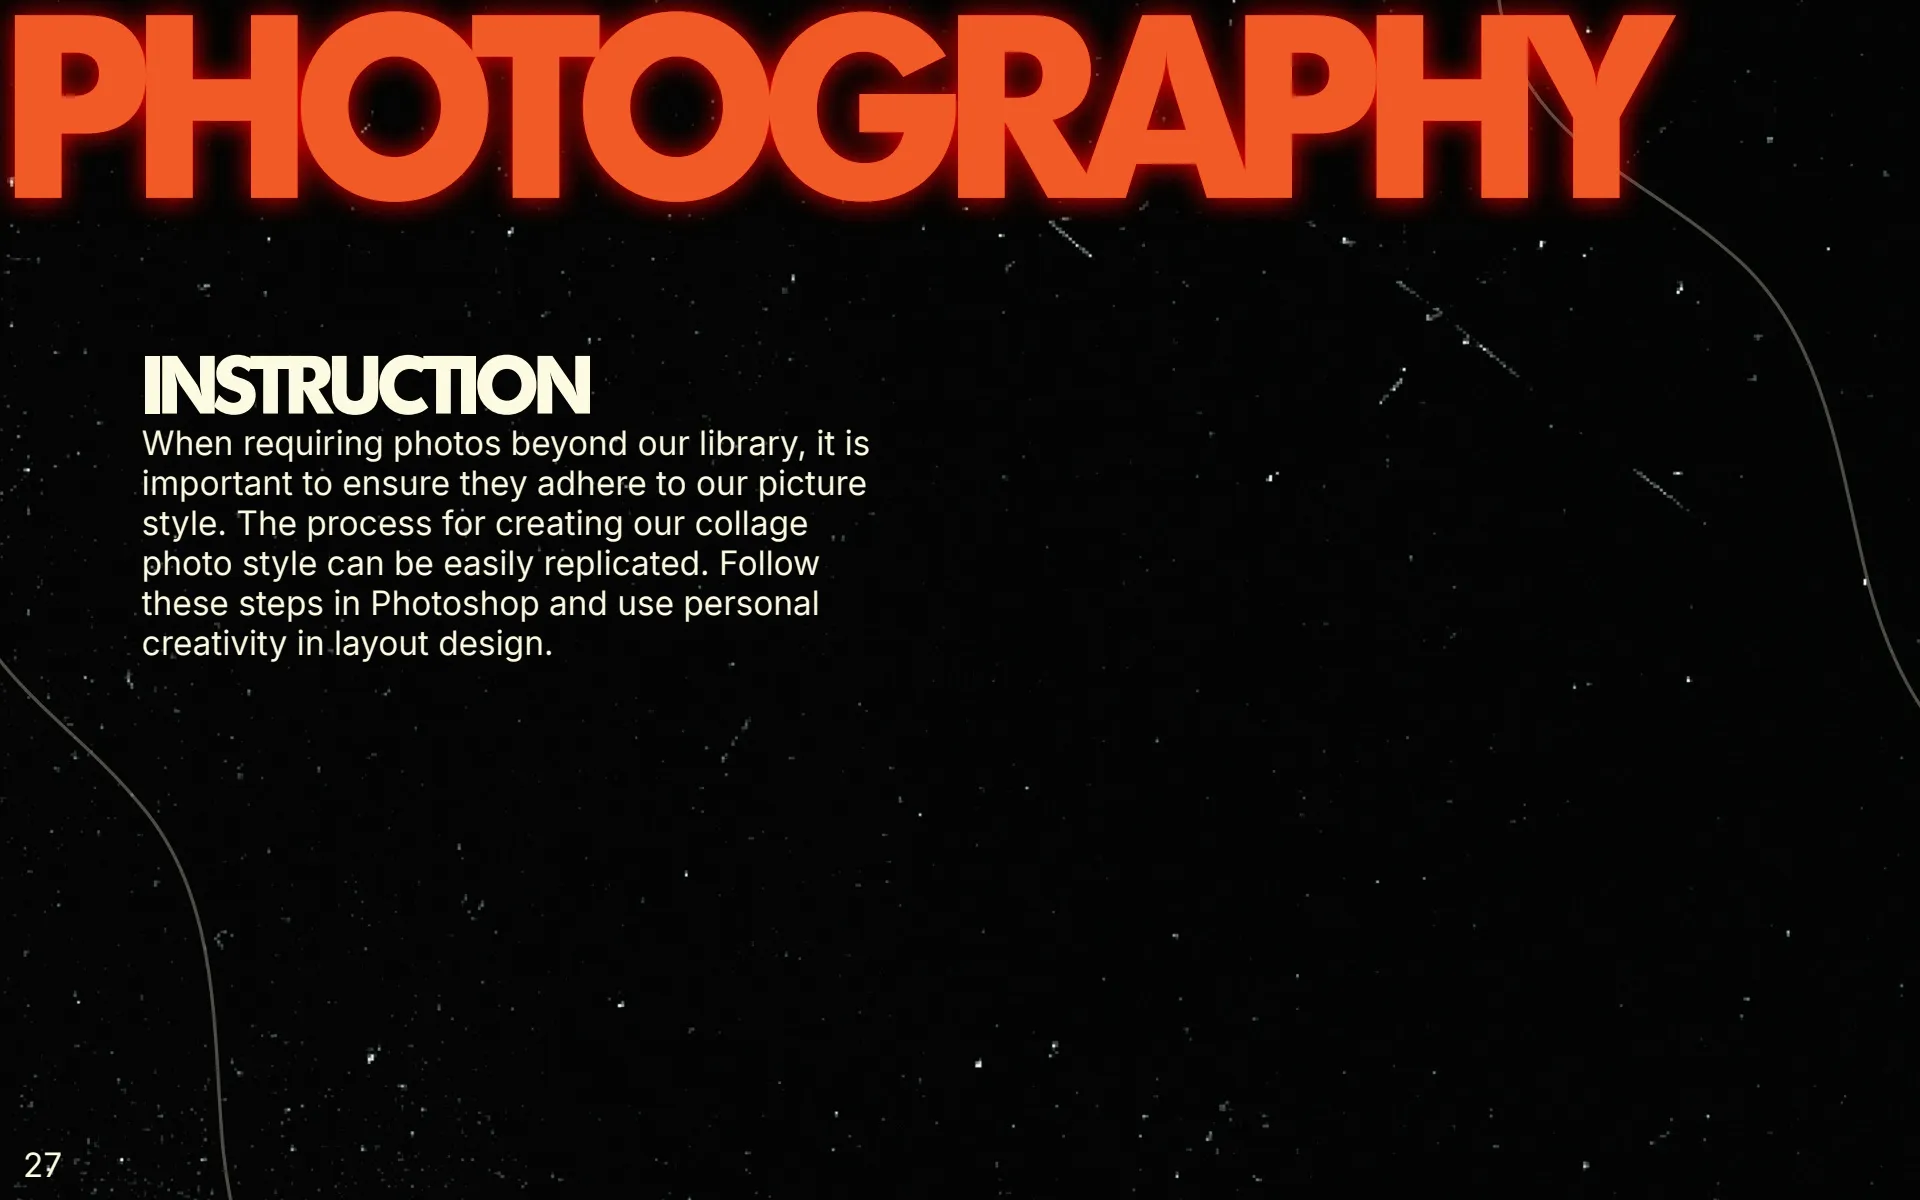 PHOTOGRAPHY
INSTRUCTION
When requiring photos beyond our library, it is
important to ensure they adhere to our picture
style. The process for creating our collage
photo style can be easily replicated. Follow
these steps in Photoshop and use personal
creativity in layout design.
27